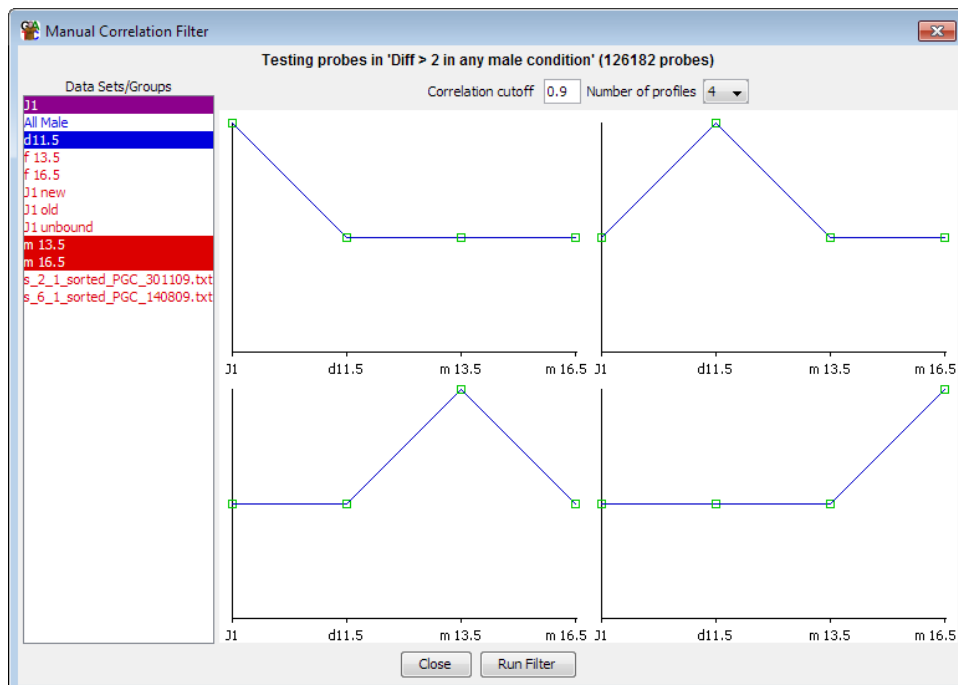 Manual Correlation Filter
Testing probes in 'Diff > 2 in any male condition' (126182 probes)
Data Sets/Groups
Correlation cutoff 0.9 Number of profiles 4
J1
All Male
d11.5
f 13.5
f 16.5
J1 new
J1 old
J1 unbound
m 13.5
m 16.5
s_2_1_sorted_PGC_301109.txt
s_6_1_sorted_PGC_140809.txt
J1 d11.5 m 13.5 m 16.5 J1 d11.5 m 13.5 m 16.5
J1 d11.5 m 13.5 m 16.5 J1 d11.5 m 13.5 m 16.5
Close Run Filter